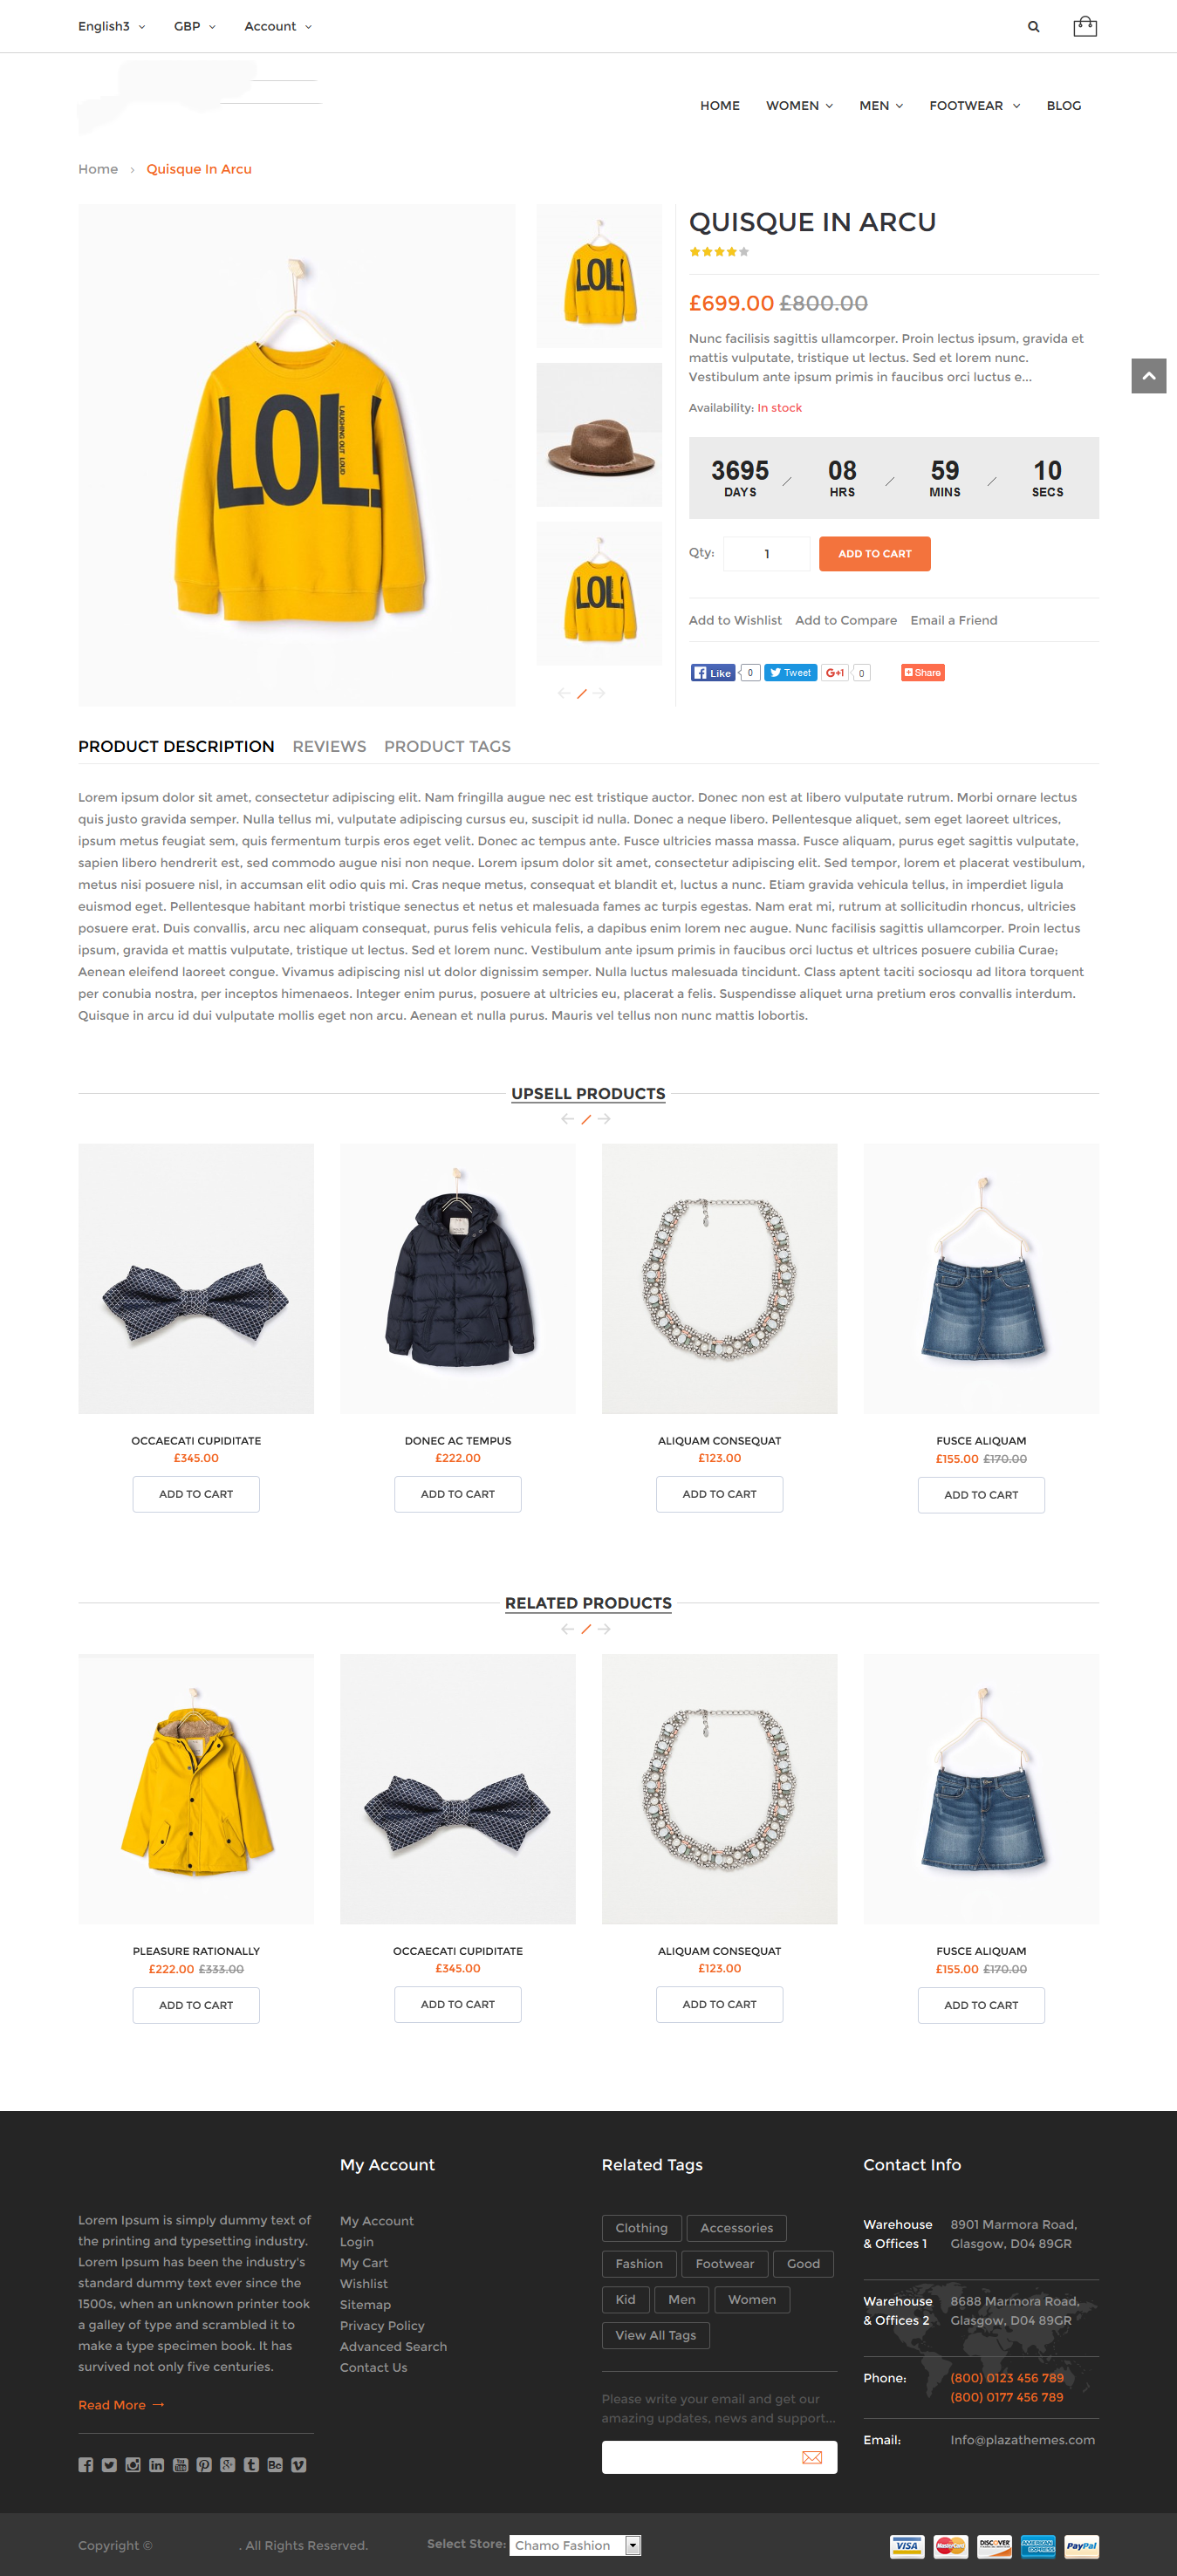 English3 GBP Account
HOME WOMEN MEN FOOTWEAR BLOG
Home › Quisque In Arcu
LOL!
LAUGHING OUT LOUD
LOL!
LOL!
QUISQUE IN ARCU
£699.00 £800.00
Nunc facilisis sagittis ullamcorper. Proin lectus ipsum, gravida et
mattis vulputate, tristique ut lectus. Sed et lorem nunc.
Vestibulum ante ipsum primis in faucibus orci luctus e...
Availability: In stock
3695 / 08 / 59 / 10
DAYS HRS MINS SECS
Qty: 1 ADD TO CART
Add to Wishlist Add to Compare Email a Friend
Like 0 Tweet G+1 0 Share
PRODUCT DESCRIPTION REVIEWS PRODUCT TAGS
Lorem ipsum dolor sit amet, consectetur adipiscing elit. Nam fringilla augue nec est tristique auctor. Donec non est at libero vulputate rutrum. Morbi ornare lectus
quis justo gravida semper. Nulla tellus mi, vulputate adipiscing cursus eu, suscipit id nulla. Donec a neque libero. Pellentesque aliquet, sem eget laoreet ultrices,
ipsum metus feugiat sem, quis fermentum turpis eros eget velit. Donec ac tempus ante. Fusce ultricies massa massa. Fusce aliquam, purus eget sagittis vulputate,
sapien libero hendrerit est, sed commodo augue nisi non neque. Lorem ipsum dolor sit amet, consectetur adipiscing elit. Sed tempor, lorem et placerat vestibulum,
metus nisi posuere nisl, in accumsan elit odio quis mi. Cras neque metus, consequat et blandit et, luctus a nunc. Etiam gravida vehicula tellus, in imperdiet ligula
euismod eget. Pellentesque habitant morbi tristique senectus et netus et malesuada fames ac turpis egestas. Nam erat mi, rutrum at sollicitudin rhoncus, ultricies
posuere erat. Duis convallis, arcu nec aliquam consequat, purus felis vehicula felis, a dapibus enim lorem nec augue. Nunc facilisis sagittis ullamcorper. Proin lectus
ipsum, gravida et mattis vulputate, tristique ut lectus. Sed et lorem nunc. Vestibulum ante ipsum primis in faucibus orci luctus et ultrices posuere cubilia Curae;
Aenean eleifend laoreet congue. Vivamus adipiscing nisl ut dolor dignissim semper. Nulla luctus malesuada tincidunt. Class aptent taciti sociosqu ad litora torquent
per conubia nostra, per inceptos himenaeos. Integer enim purus, posuere at ultricies eu, placerat a felis. Suspendisse aliquet urna pretium eros convallis interdum.
Quisque in arcu id dui vulputate mollis eget non arcu. Aenean et nulla purus. Mauris vel tellus non nunc mattis lobortis.
UPSELL PRODUCTS
OCCAECATI CUPIDITATE DONEC AC TEMPUS ALIQUAM CONSEQUAT FUSCE ALIQUAM
£345.00 £222.00 £123.00 £155.00 £170.00
ADD TO CART ADD TO CART ADD TO CART ADD TO CART
RELATED PRODUCTS
PLEASURE RATIONALLY OCCAECATI CUPIDITATE ALIQUAM CONSEQUAT FUSCE ALIQUAM
£222.00 £333.00 £345.00 £123.00 £155.00 £170.00
ADD TO CART ADD TO CART ADD TO CART ADD TO CART
Lorem Ipsum is simply dummy text of
the printing and typesetting industry.
Lorem Ipsum has been the industry's
standard dummy text ever since the
1500s, when an unknown printer took
a galley of type and scrambled it to
make a type specimen book. It has
survived not only five centuries.
Read More →
My Account
My Account
Login
My Cart
Wishlist
Sitemap
Privacy Policy
Advanced Search
Contact Us
Related Tags
Clothing Accessories
Fashion Footwear Good
Kid Men Women
View All Tags
Please write your email and get our
amazing updates, news and support...
Contact Info
Warehouse 8901 Marmora Road,
& Offices 1 Glasgow, D04 89GR
Warehouse 8688 Marmora Road,
& Offices 2 Glasgow, D04 89GR
Phone: (800) 0123 456 789
(800) 0177 456 789
Email: Info@plazathemes.com
Copyright © . All Rights Reserved. Select Store: Chamo Fashion VISA MasterCard DISCOVER AMERICAN EXPRESS PayPal